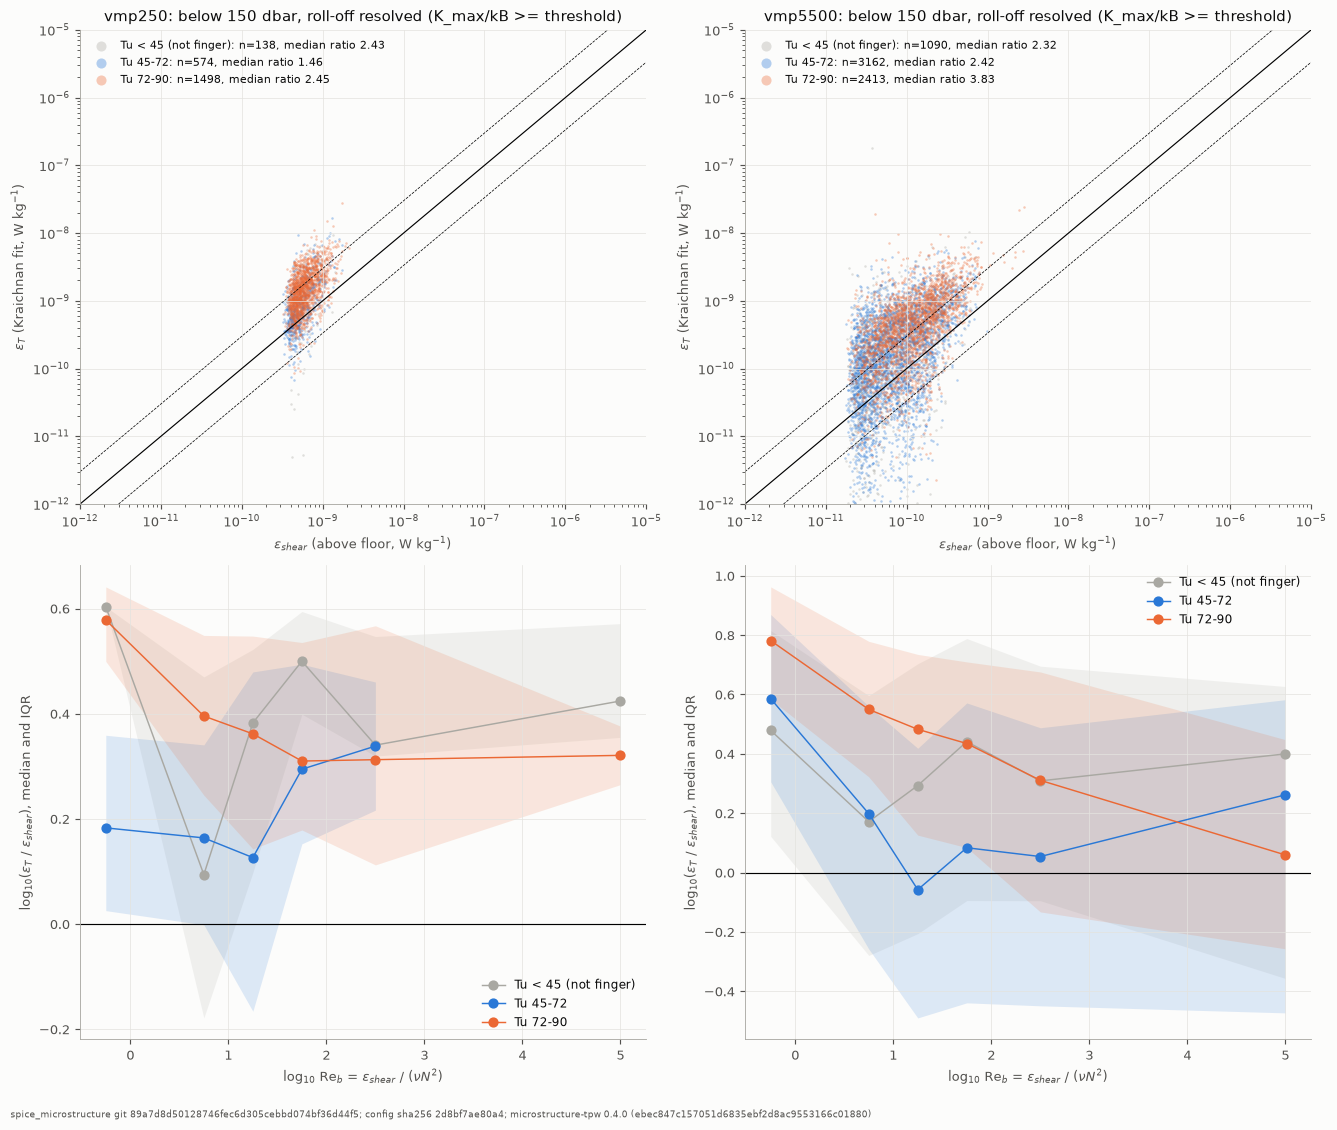 vmp250: below 150 dbar, roll-off resolved (K_max/kB >= threshold)
Tu < 45 (not finger): n=138, median ratio 2.43
Tu 45-72: n=574, median ratio 1.46
Tu 72-90: n=1498, median ratio 2.45
10⁻⁵
10⁻⁶
10⁻⁷
10⁻⁸
10⁻⁹
10⁻¹⁰
10⁻¹¹
10⁻¹²
ε_T (Kraichnan fit, W kg⁻¹)
10⁻¹² 10⁻¹¹ 10⁻¹⁰ 10⁻⁹ 10⁻⁸ 10⁻⁷ 10⁻⁶ 10⁻⁵
ε_shear (above floor, W kg⁻¹)
vmp5500: below 150 dbar, roll-off resolved (K_max/kB >= threshold)
Tu < 45 (not finger): n=1090, median ratio 2.32
Tu 45-72: n=3162, median ratio 2.42
Tu 72-90: n=2413, median ratio 3.83
10⁻⁵
10⁻⁶
10⁻⁷
10⁻⁸
10⁻⁹
10⁻¹⁰
10⁻¹¹
10⁻¹²
ε_T (Kraichnan fit, W kg⁻¹)
10⁻¹² 10⁻¹¹ 10⁻¹⁰ 10⁻⁹ 10⁻⁸ 10⁻⁷ 10⁻⁶ 10⁻⁵
ε_shear (above floor, W kg⁻¹)
0.6
0.4
0.2
0.0
−0.2
log₁₀(ε_T / ε_shear), median and IQR
Tu < 45 (not finger)
Tu 45-72
Tu 72-90
0 1 2 3 4 5
log₁₀ Re_b = ε_shear / (νN²)
1.0
0.8
0.6
0.4
0.2
0.0
−0.2
−0.4
log₁₀(ε_T / ε_shear), median and IQR
Tu < 45 (not finger)
Tu 45-72
Tu 72-90
0 1 2 3 4 5
log₁₀ Re_b = ε_shear / (νN²)
spice_microstructure git 89a7d8d50128746fec6d305cebbd074bf36d44f5; config sha256 2d8bf7ae80a4; microstructure-tpw 0.4.0 (ebec847c157051d6835ebf2d8ac9553166c01880)